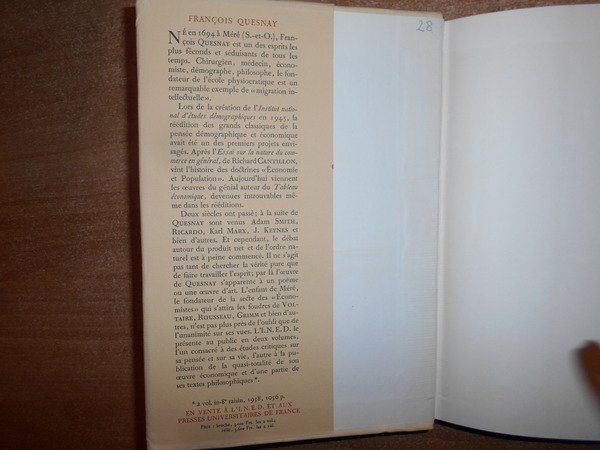 FRANÇOIS QUESNAY
NÉ en 1694 à Méré (S.-et-O.), Fran-
çois QUESNAY est un des esprits les
plus féconds et séduisants de tous
les temps. Chirurgien, médecin, écono-
miste, démographe, philosophe, le fon-
dateur de l'école physiocratique est un
remarquable exemple de « migration in-
tellectuelle ».
Lors de la création de l'Institut natio-
nal d'études démographiques en 1945, la
réédition des grands classiques de la
pensée démographique et économique
avait été un des premiers projets envi-
sagés. Après l'Essai sur la nature du com-
merce en général, de Richard CANTILLON,
vint l'histoire des doctrines « Économie
et Population ». Aujourd'hui viennent
les œuvres du génial auteur du Tableau
économique, devenues introuvables mê-
me dans les rééditions.
Deux siècles ont passé; à la suite de
QUESNAY sont venus Adam SMITH,
RICARDO, Karl MARX, J. KEYNES et
bien d'autres. Et cependant, le débat
autour du produit net et de l'ordre na-
turel est à peine commencé. Il ne s'agit
pas tant de chercher la vérité pure que
de faire travailler l'esprit; par là l'œuvre
de QUESNAY s'apparente à un poème
ou une œuvre d'art. L'enfant de Méré,
le fondateur de la secte des « Écono-
mistes » qui s'attira les foudres de VOL-
TAIRE, ROUSSEAU, GRIMM et bien d'au-
tres, n'est pas plus près de l'oubli que de
l'unanimité sur ses vues. L'I.N.E.D. le
présente au public en deux volumes,
l'un consacré à des études critiques sur
sa pensée et sur sa vie, l'autre à la pu-
blication de la quasi-totalité de son
œuvre économique et d'une partie de
ses textes philosophiques *.
* 2 vol. in-8° raisin, 1958, 1056 p.
EN VENTE À L'I.N.E.D. ET AUX
PRESSES UNIVERSITAIRES DE FRANCE
Prix : broché, Frs les 2 vol.;
relié, Frs les 2 vol.
28